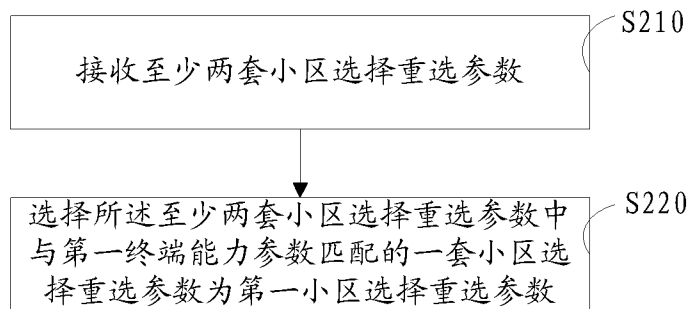 S210
接收至少两套小区选择重选参数
S220
选择所述至少两套小区选择重选参数中
与第一终端能力参数匹配的一套小区选
择重选参数为第一小区选择重选参数